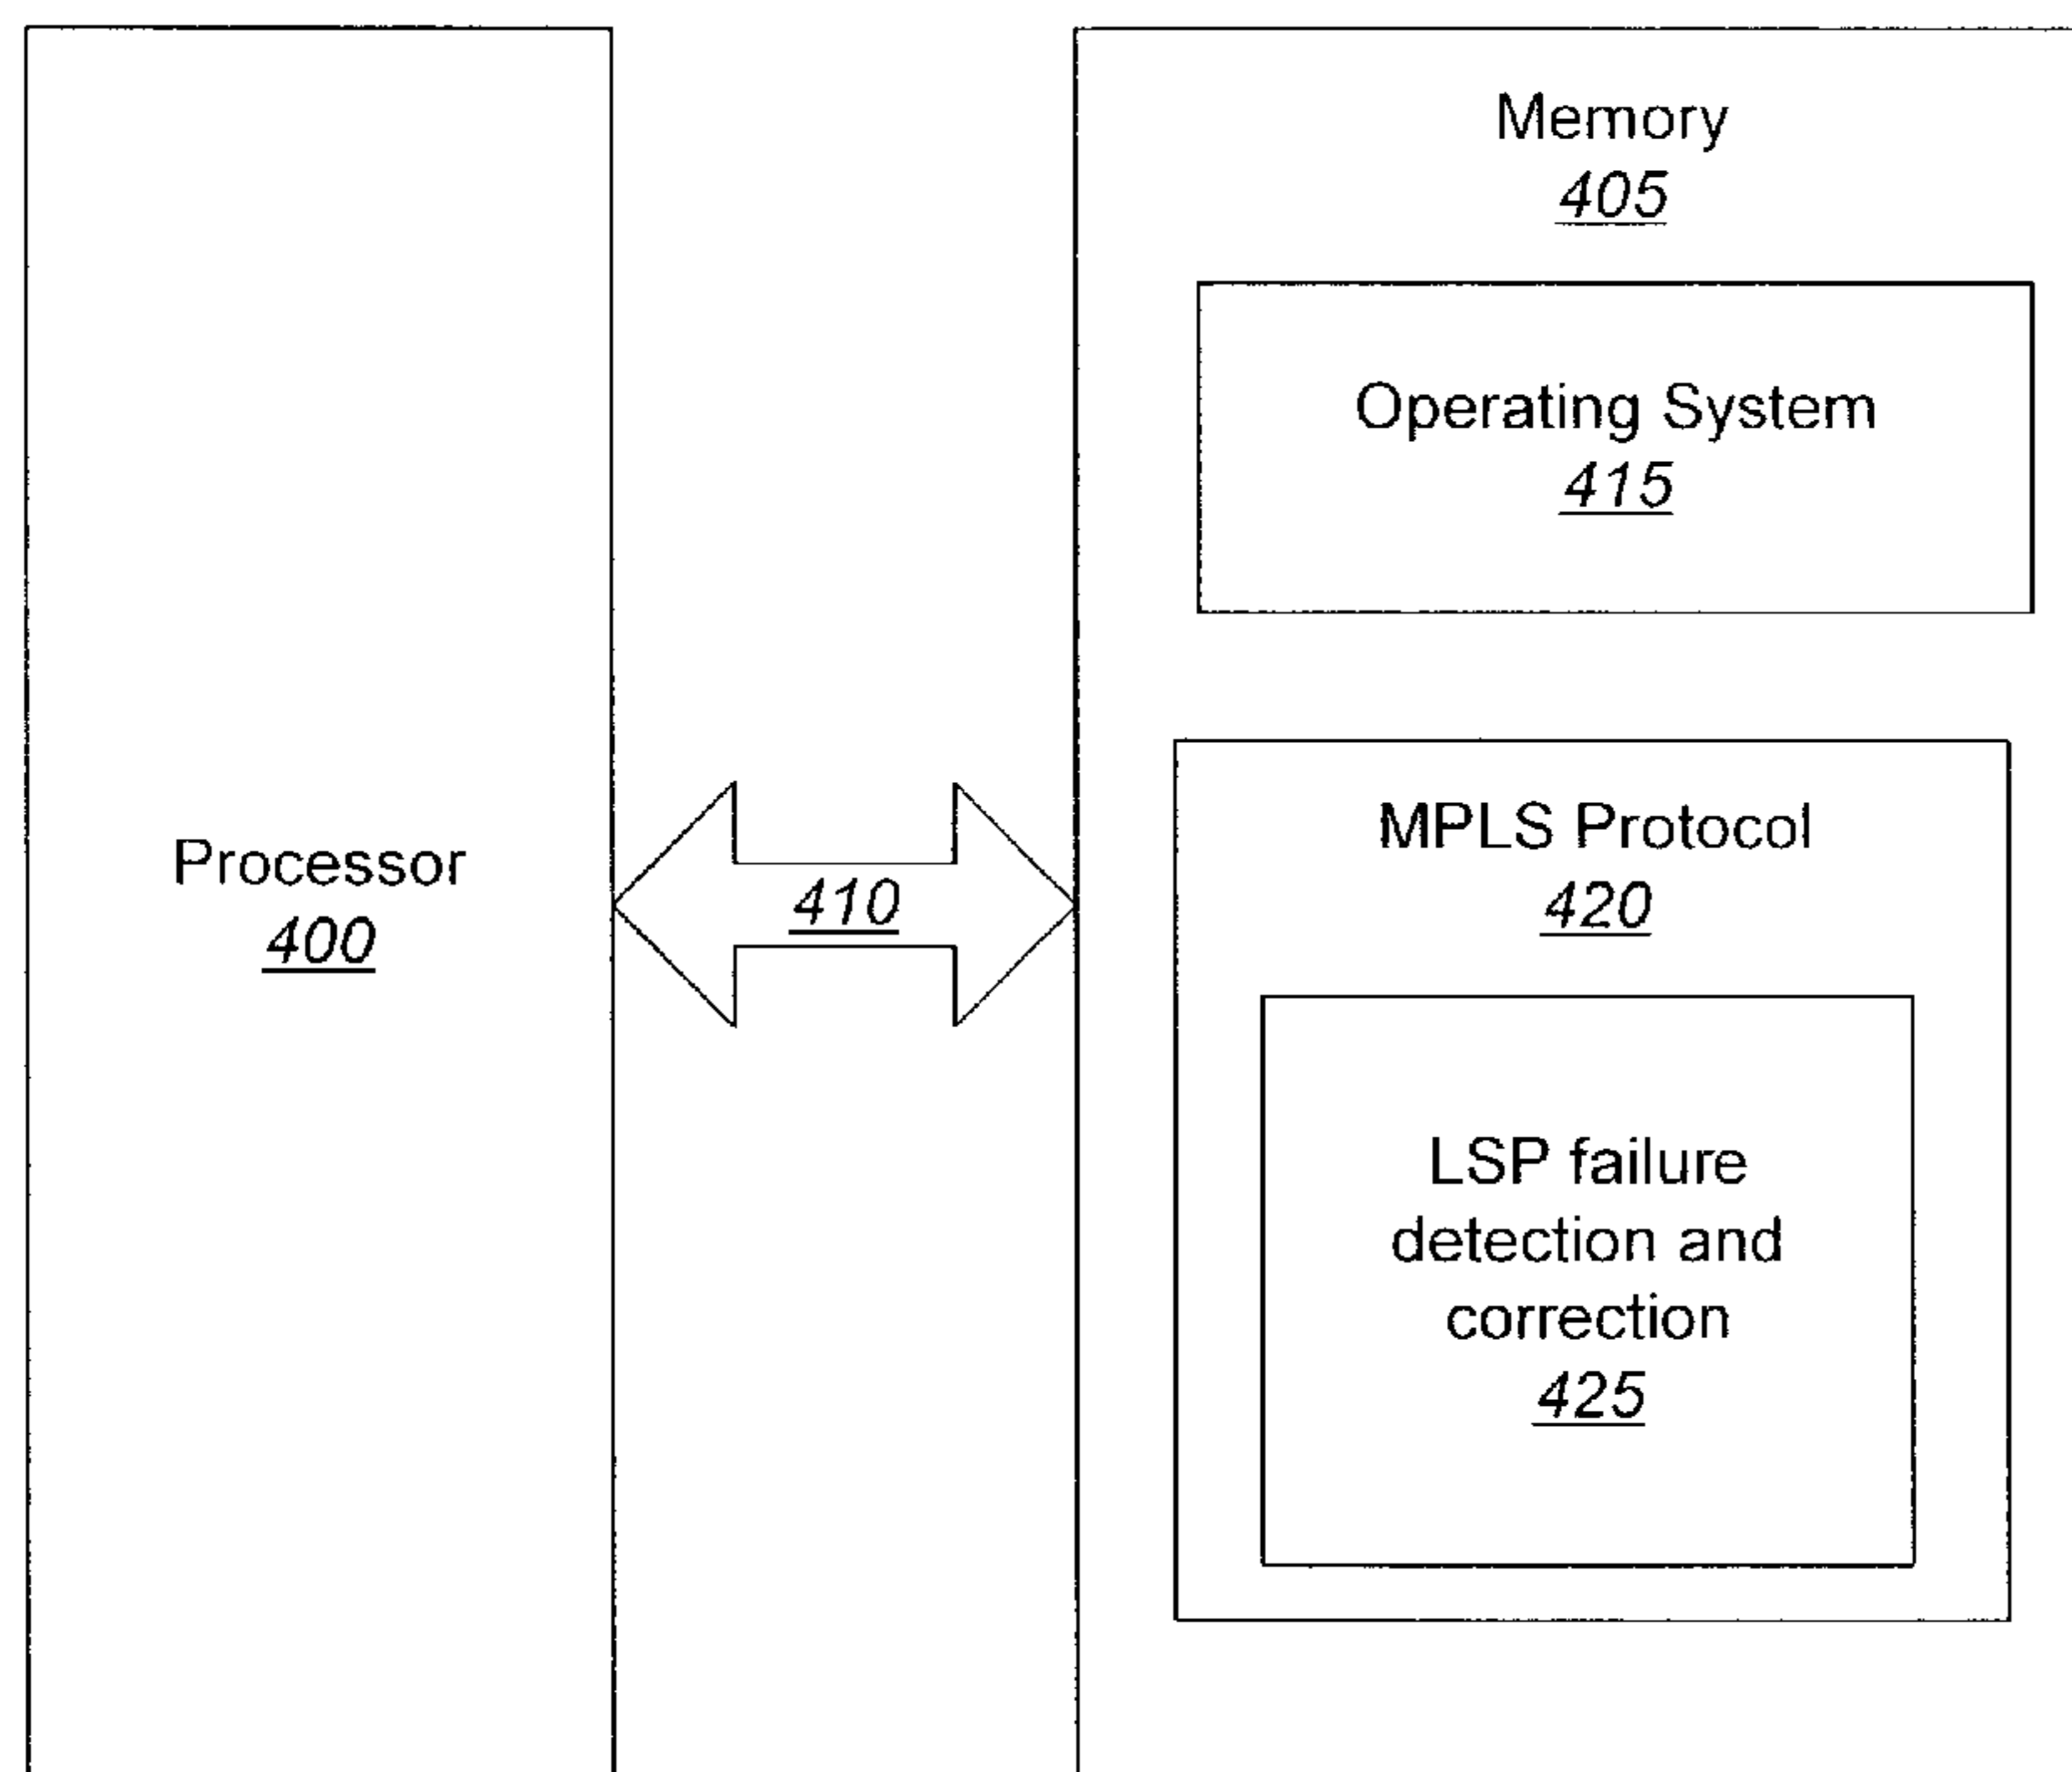 Memory
405
Operating System
415
Processor
400
410
MPLS Protocol
420
LSP failure
detection and
correction
425